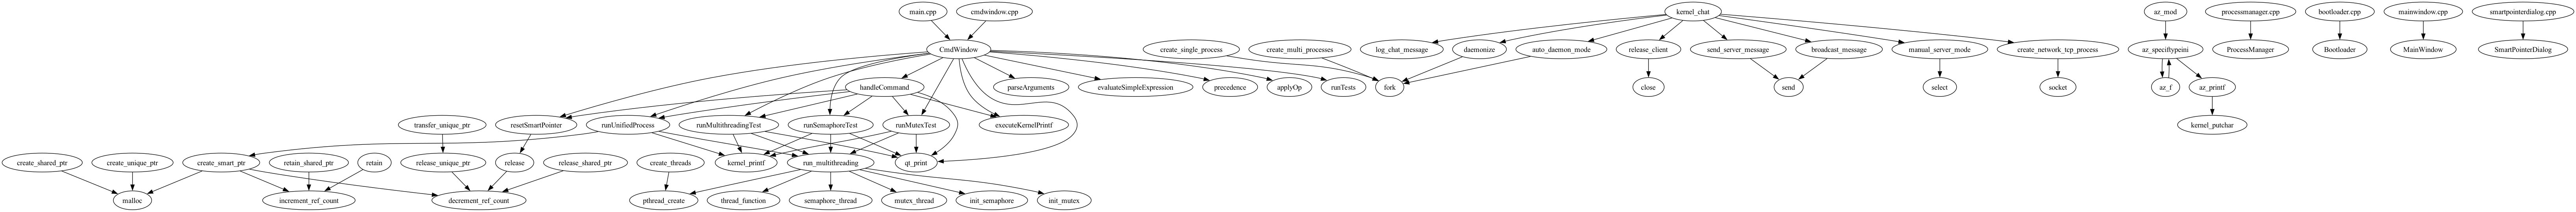 main.cpp
cmdwindow.cpp
kernel_chat
az_mod
processmanager.cpp
bootloader.cpp
mainwindow.cpp
smartpointerdialog.cpp
CmdWindow
create_single_process
create_multi_processes
log_chat_message
daemonize
auto_daemon_mode
release_client
send_server_message
broadcast_message
manual_server_mode
create_network_tcp_process
az_speciftypeini
ProcessManager
Bootloader
MainWindow
SmartPointerDialog
handleCommand
parseArguments
evaluateSimpleExpression
precedence
applyOp
runTests
fork
close
send
select
socket
az_f
az_printf
transfer_unique_ptr
resetSmartPointer
runUnifiedProcess
runMultithreadingTest
runSemaphoreTest
runMutexTest
executeKernelPrintf
kernel_putchar
create_shared_ptr
create_unique_ptr
create_smart_ptr
retain_shared_ptr
retain
release_unique_ptr
release
release_shared_ptr
create_threads
kernel_printf
run_multithreading
qt_print
malloc
increment_ref_count
decrement_ref_count
pthread_create
thread_function
semaphore_thread
mutex_thread
init_semaphore
init_mutex